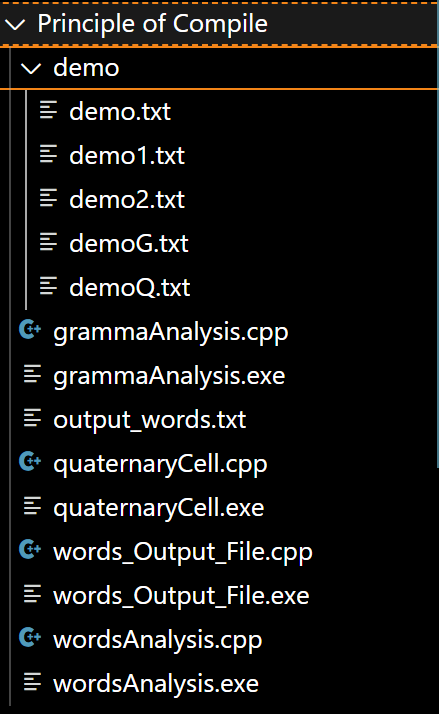 Principle of Compile
demo
demo.txt
demo1.txt
demo2.txt
demoG.txt
demoQ.txt
grammaAnalysis.cpp
grammaAnalysis.exe
output_words.txt
quaternaryCell.cpp
quaternaryCell.exe
words_Output_File.cpp
words_Output_File.exe
wordsAnalysis.cpp
wordsAnalysis.exe